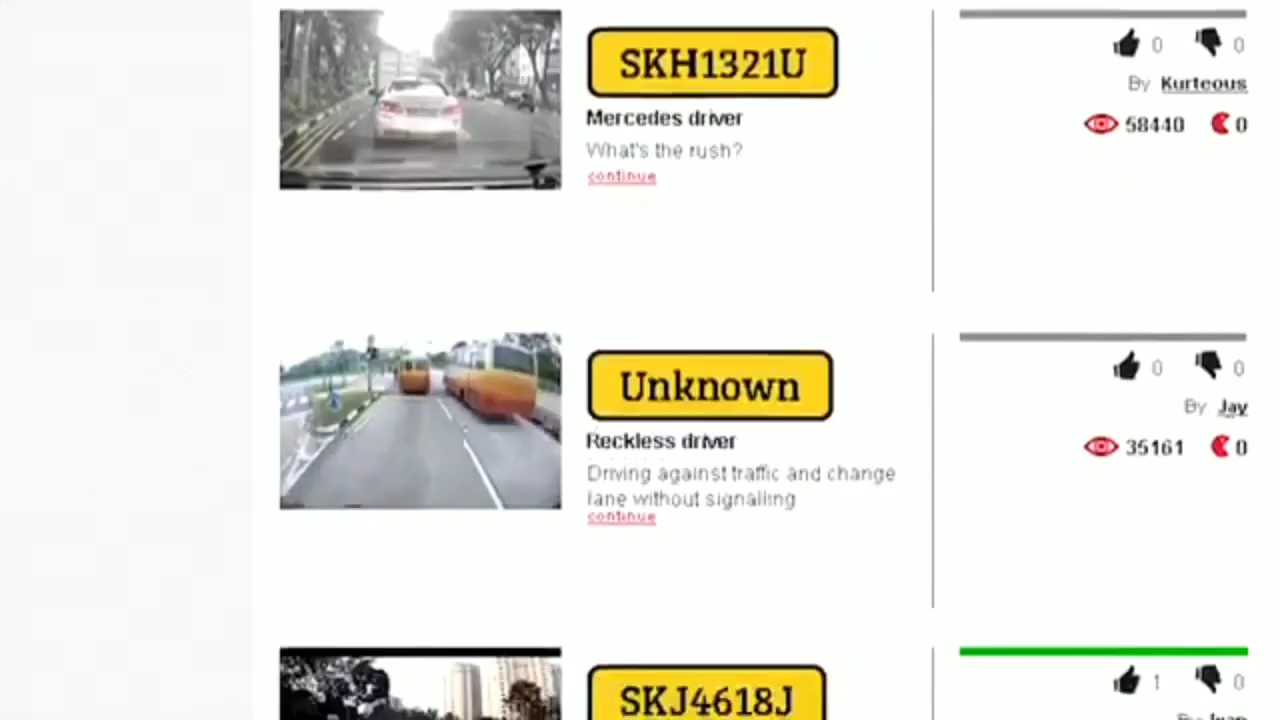 SKH1321U
Mercedes driver
What's the rush?
continue
0 0
By Kurteous
58440 0
Unknown
Reckless driver
Driving against traffic and change
lane without signalling
continue
0 0
By Jay
35161 0
SKJ4618J
1 0
By